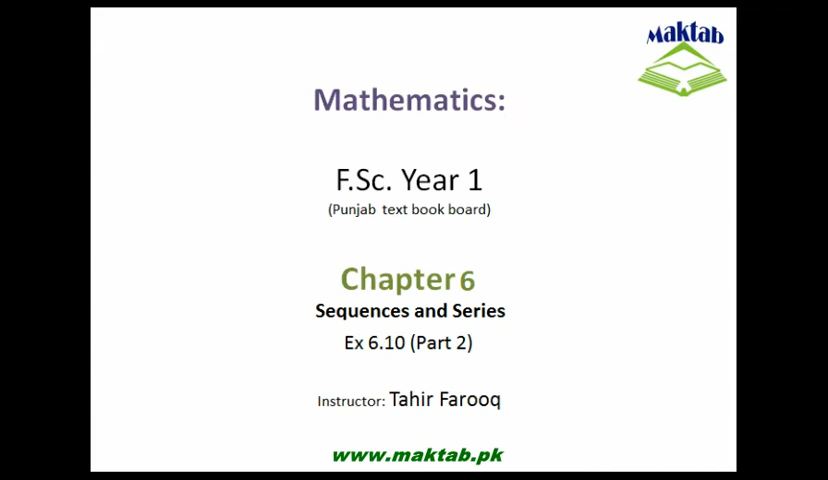 Maktab
Mathematics:
F.Sc. Year 1
(Punjab text book board)
Chapter 6
Sequences and Series
Ex 6.10 (Part 2)
Instructor: Tahir Farooq
www.maktab.pk